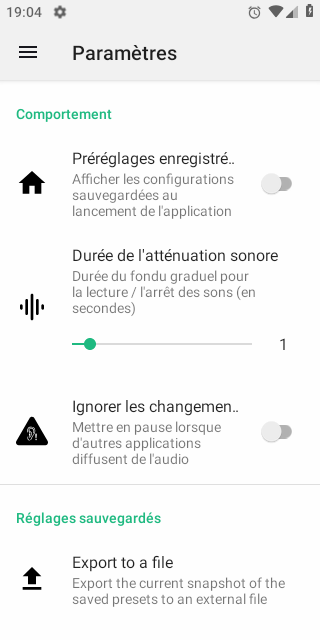 19:04
Paramètres
Comportement
Préréglages enregistré..
Afficher les configurations
sauvegardées au
lancement de l'application
Durée de l'atténuation sonore
Durée du fondu graduel pour
la lecture / l'arrêt des sons (en
secondes)
1
Ignorer les changemen..
Mettre en pause lorsque
d'autres applications
diffusent de l'audio
Réglages sauvegardés
Export to a file
Export the current snapshot of the
saved presets to an external file